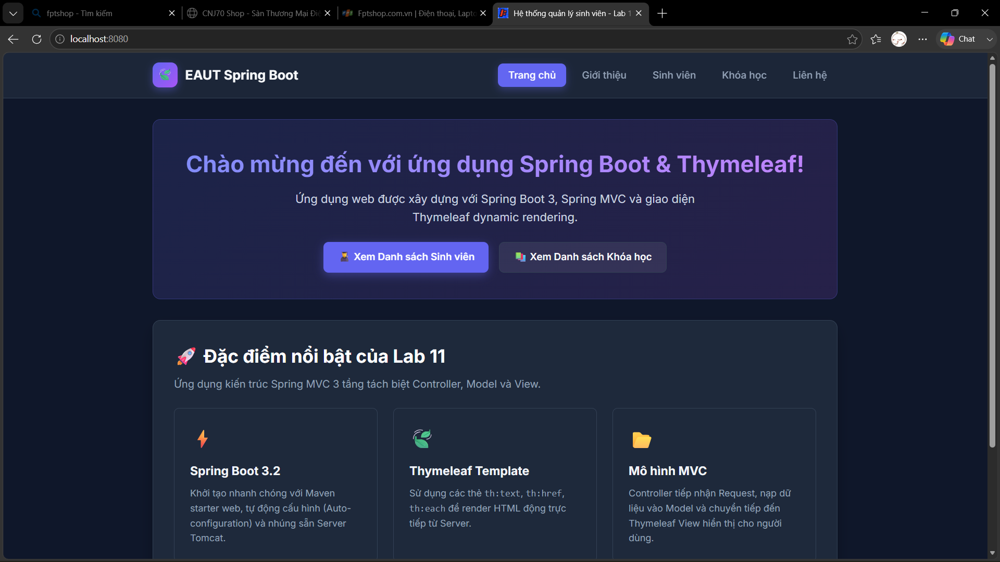 fptshop - Tìm kiếm
CNJ70 Shop - Sàn Thương Mại Điệ
Fptshop.com.vn | Điện thoại, Lapto
Hệ thống quản lý sinh viên - Lab 1
localhost:8080
Chat
EAUT Spring Boot
Trang chủ
Giới thiệu
Sinh viên
Khóa học
Liên hệ
Chào mừng đến với ứng dụng Spring Boot & Thymeleaf!
Ứng dụng web được xây dựng với Spring Boot 3, Spring MVC và giao diện
Thymeleaf dynamic rendering.
Xem Danh sách Sinh viên
Xem Danh sách Khóa học
Đặc điểm nổi bật của Lab 11
Ứng dụng kiến trúc Spring MVC 3 tầng tách biệt Controller, Model và View.
Spring Boot 3.2
Khởi tạo nhanh chóng với Maven
starter web, tự động cấu hình (Auto-
configuration) và nhúng sẵn Server
Tomcat.
Thymeleaf Template
Sử dụng các thẻ th:text, th:href,
th:each để render HTML động trực
tiếp từ Server.
Mô hình MVC
Controller tiếp nhận Request, nạp dữ
liệu vào Model và chuyển tiếp đến
Thymeleaf View hiển thị cho người
dùng.